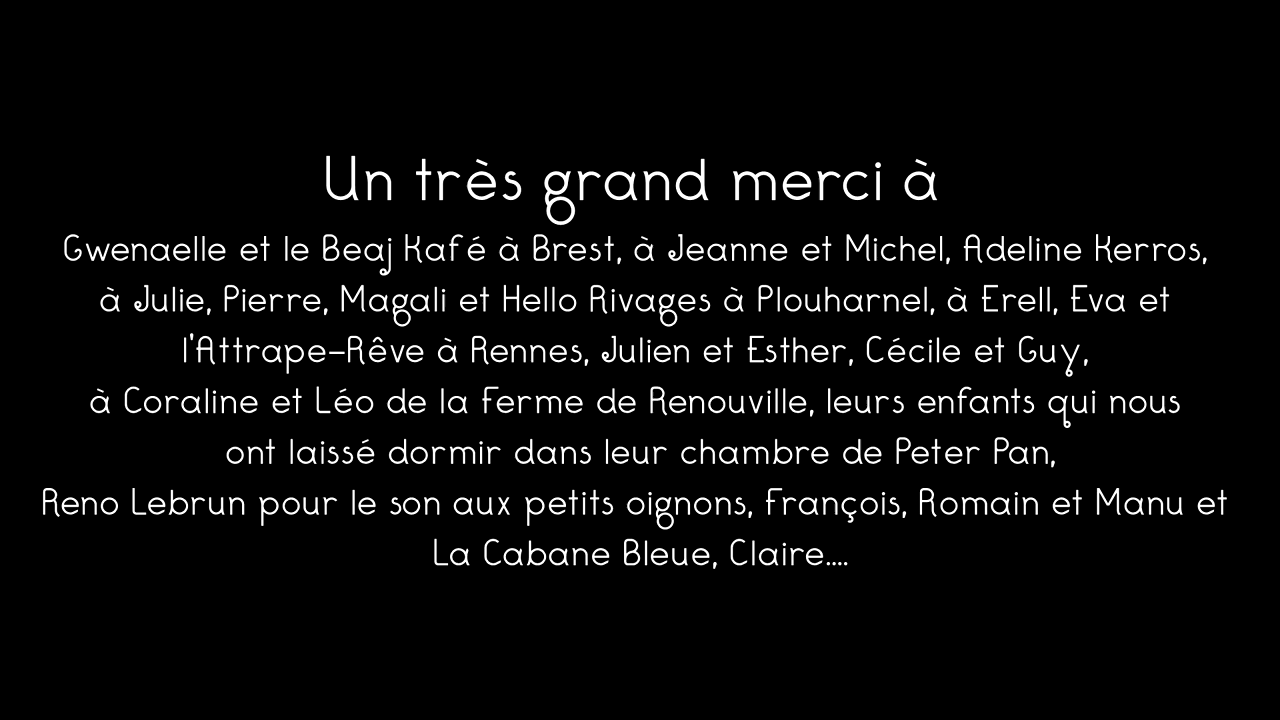 Un très grand merci à
Gwenaelle et le Beaj Kafé à Brest, à Jeanne et Michel, Adeline Kerros,
à Julie, Pierre, Magali et Hello Rivages à Plouharnel, à Erell, Eva et
l'Attrape-Rêve à Rennes, Julien et Esther, Cécile et Guy,
à Coraline et Léo de la Ferme de Renouville, leurs enfants qui nous
ont laissé dormir dans leur chambre de Peter Pan,
Reno Lebrun pour le son aux petits oignons, François, Romain et Manu et
La Cabane Bleue, Claire....